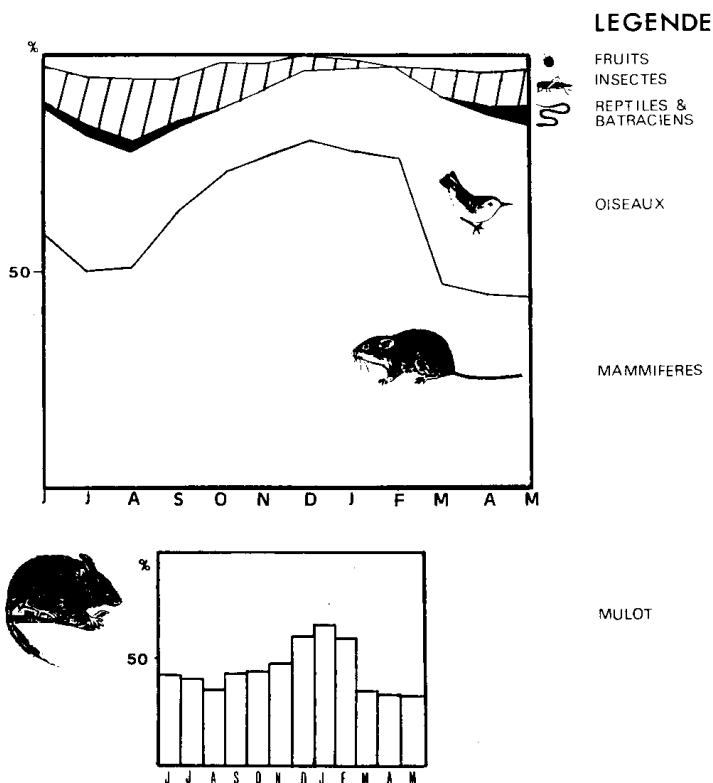 LEGENDE
%
FRUITS
INSECTES
REPTILES &
BATRACIENS
OISEAUX
50
MAMMIFERES
J J A S O N D J F M A M
%
MULOT
50
J J A S O N D J F M A M